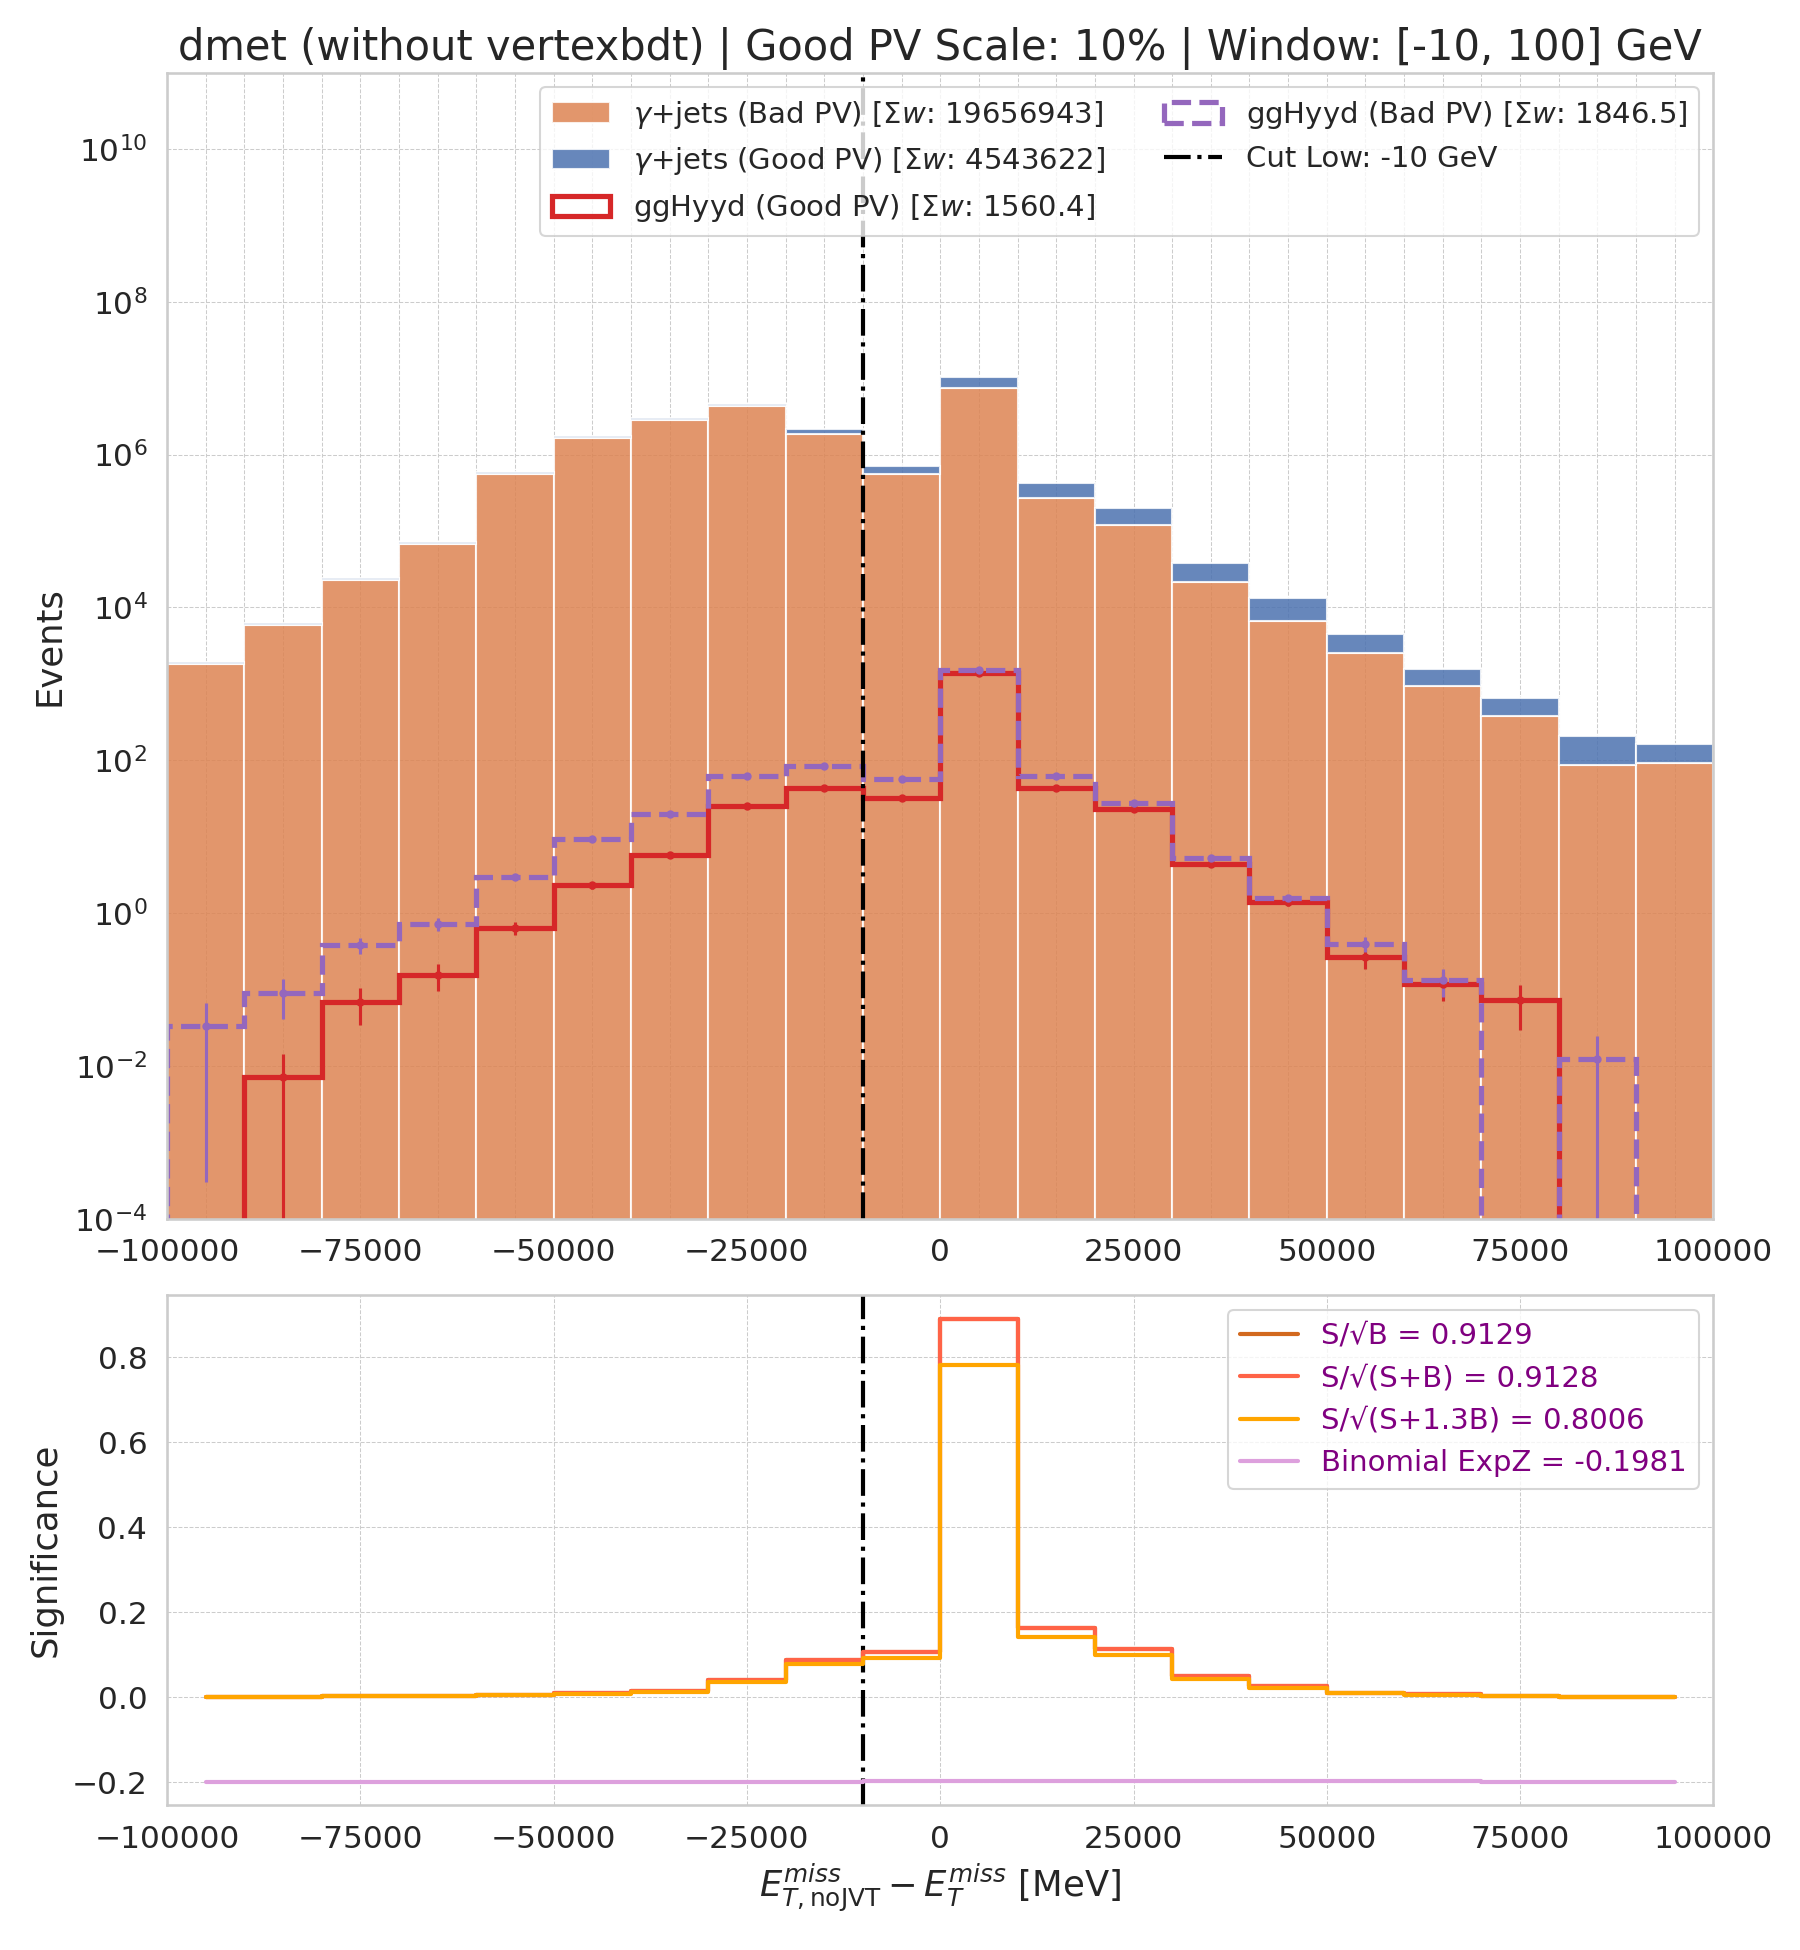 dmet (without vertexbdt) | Good PV Scale: 10% | Window: [-10, 100] GeV
γ+jets (Bad PV) [Σw: 19656943]
γ+jets (Good PV) [Σw: 4543622]
ggHyyd (Good PV) [Σw: 1560.4]
ggHyyd (Bad PV) [Σw: 1846.5]
Cut Low: -10 GeV
Events
10^10
10^8
10^6
10^4
10^2
10^0
10^−2
10^−4
−100000 −75000 −50000 −25000 0 25000 50000 75000 100000
S/√B = 0.9129
S/√(S+B) = 0.9128
S/√(S+1.3B) = 0.8006
Binomial ExpZ = -0.1981
Significance
0.8
0.6
0.4
0.2
0.0
−0.2
−100000 −75000 −50000 −25000 0 25000 50000 75000 100000
E_{T,noJVT}^{miss} − E_T^{miss} [MeV]